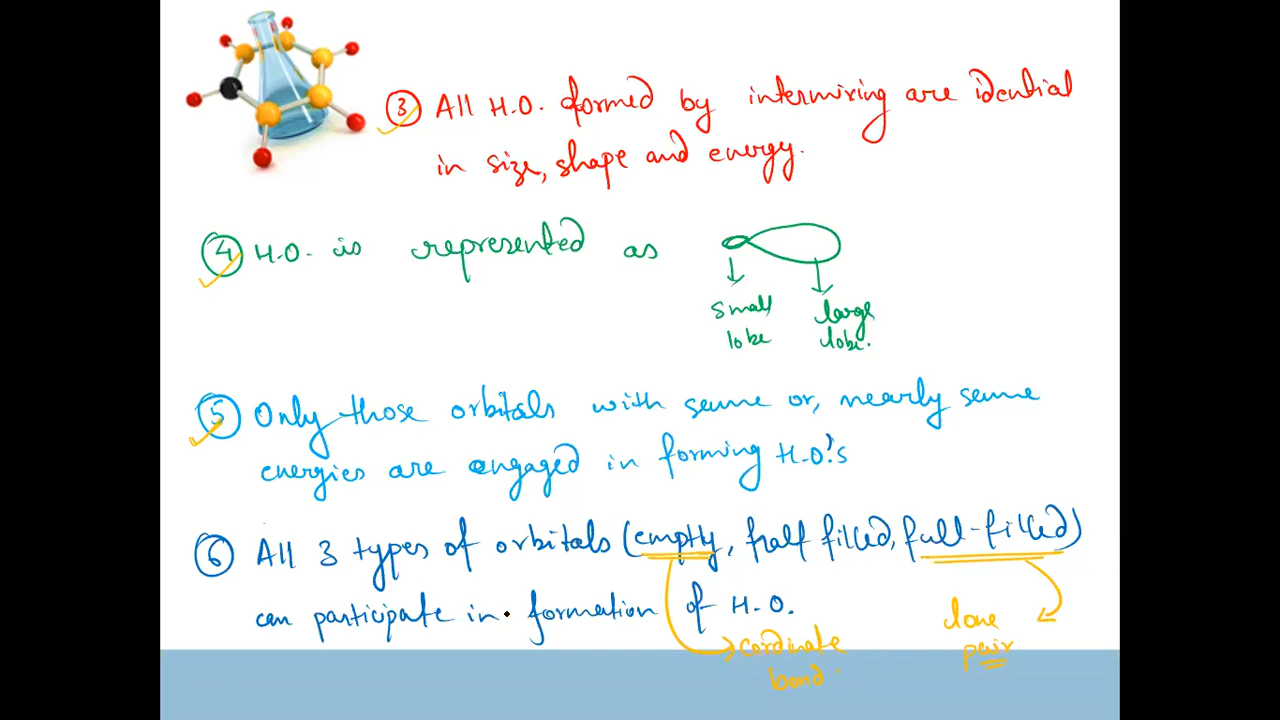 ③ All H.O. formed by intermixing are idential
in size, shape and energy.
④ H.O. is represented as
small
lobe
large
lobe.
⑤ Only those orbitals with same or, nearly same
energies are engaged in forming H.O's
⑥ All 3 types of orbitals (empty, half filled, full-filled)
can participate in formation of H.O.
cordinate
bond
lone
pair